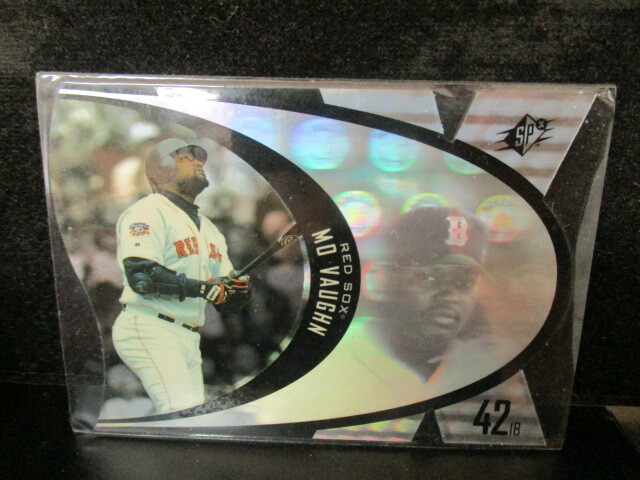 SPx
RED SOX
MO VAUGHN
B
42/1B